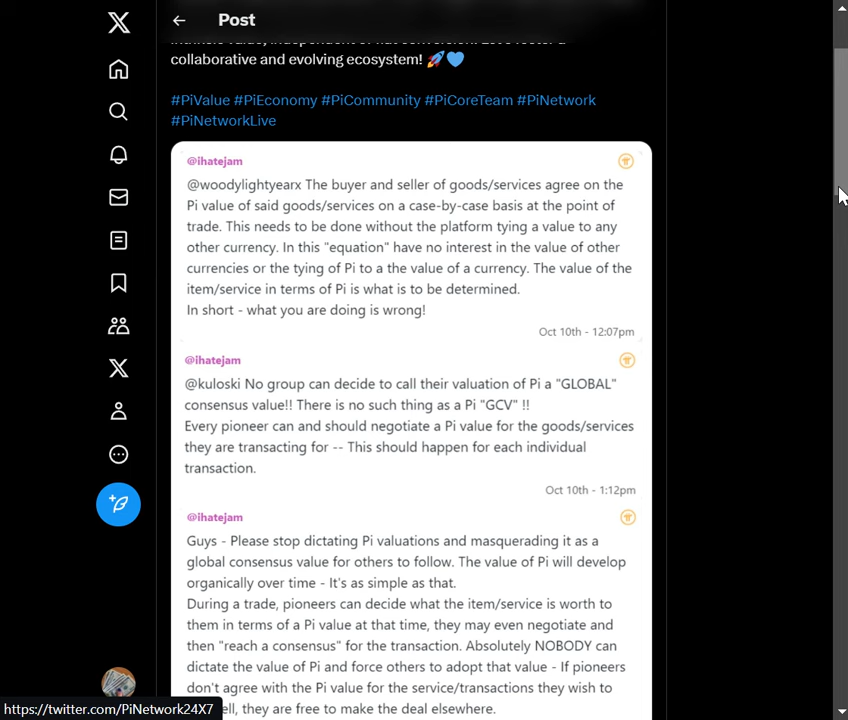 Post
collaborative and evolving ecosystem! 🚀💙
#PiValue #PiEconomy #PiCommunity #PiCoreTeam #PiNetwork
#PiNetworkLive
@ihatejam
@woodylightyearx The buyer and seller of goods/services agree on the
Pi value of said goods/services on a case-by-case basis at the point of
trade. This needs to be done without the platform tying a value to any
other currency. In this "equation" have no interest in the value of other
currencies or the tying of Pi to a the value of a currency. The value of the
item/service in terms of Pi is what is to be determined.
In short - what you are doing is wrong!
Oct 10th - 12:07pm
@ihatejam
@kuloski No group can decide to call their valuation of Pi a "GLOBAL"
consensus value!! There is no such thing as a Pi "GCV" !!
Every pioneer can and should negotiate a Pi value for the goods/services
they are transacting for -- This should happen for each individual
transaction.
Oct 10th - 1:12pm
@ihatejam
Guys - Please stop dictating Pi valuations and masquerading it as a
global consensus value for others to follow. The value of Pi will develop
organically over time - It's as simple as that.
During a trade, pioneers can decide what the item/service is worth to
them in terms of a Pi value at that time, they may even negotiate and
then "reach a consensus" for the transaction. Absolutely NOBODY can
dictate the value of Pi and force others to adopt that value - If pioneers
don't agree with the Pi value for the service/transactions they wish to
ell, they are free to make the deal elsewhere.
https://twitter.com/PiNetwork24X7